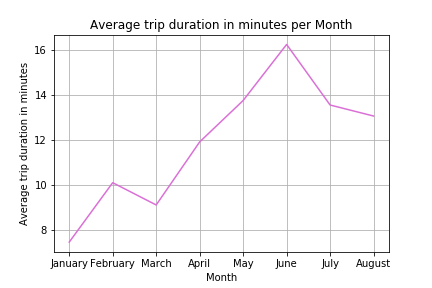 Average trip duration in minutes per Month
Average trip duration in minutes
16
14
12
10
8
January February March April May June July August
Month